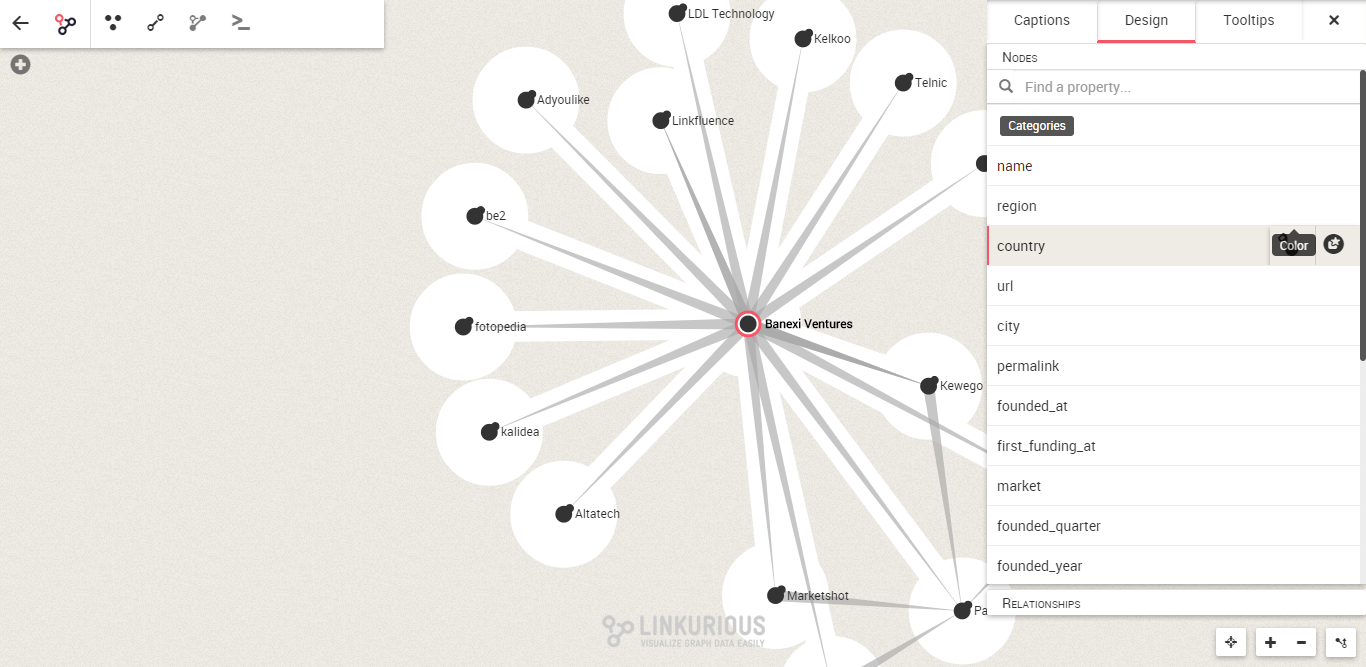 LDL Technology
Kelkoo
Telnic
Adyoulike
Linkfluence
be2
Banexi Ventures
fotopedia
Kewego
kalidea
Altatech
Marketshot
Pa
LINKURIOUS
VISUALIZE GRAPH DATA EASILY
Captions
Design
Tooltips
NODES
Find a property...
Categories
name
region
country
Color
url
city
permalink
founded_at
first_funding_at
market
founded_quarter
founded_year
RELATIONSHIPS